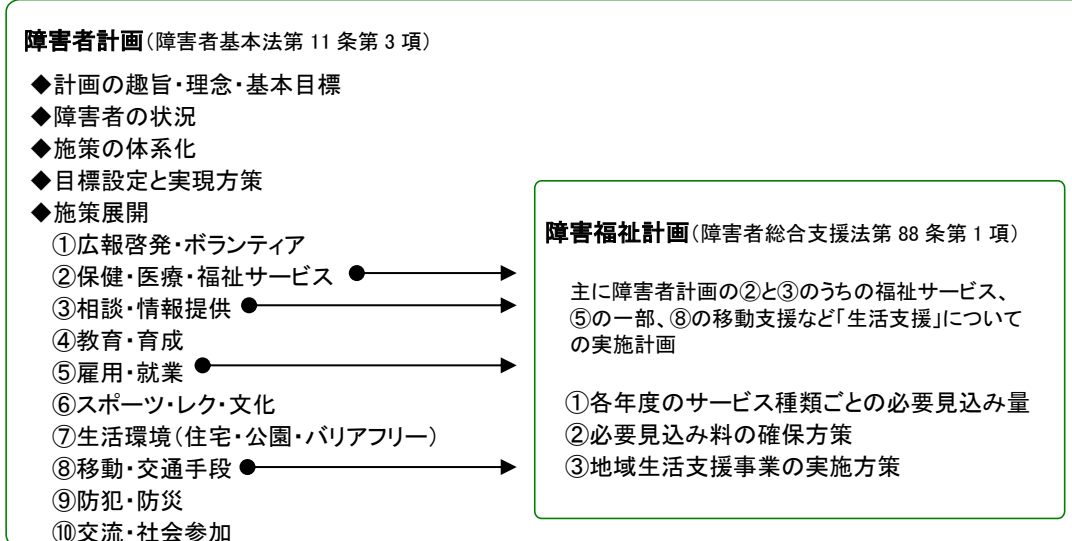 障害者計画(障害者基本法第 11 条第 3 項)
◆計画の趣旨・理念・基本目標
◆障害者の状況
◆施策の体系化
◆目標設定と実現方策
◆施策展開
①広報啓発・ボランティア
②保健・医療・福祉サービス
③相談・情報提供
④教育・育成
⑤雇用・就業
⑥スポーツ・レク・文化
⑦生活環境(住宅・公園・バリアフリー)
⑧移動・交通手段
⑨防犯・防災
⑩交流・社会参加
障害福祉計画(障害者総合支援法第 88 条第 1 項)
主に障害者計画の②と③のうちの福祉サービス、
⑤の一部、⑧の移動支援など「生活支援」について
の実施計画
①各年度のサービス種類ごとの必要見込み量
②必要見込み料の確保方策
③地域生活支援事業の実施方策